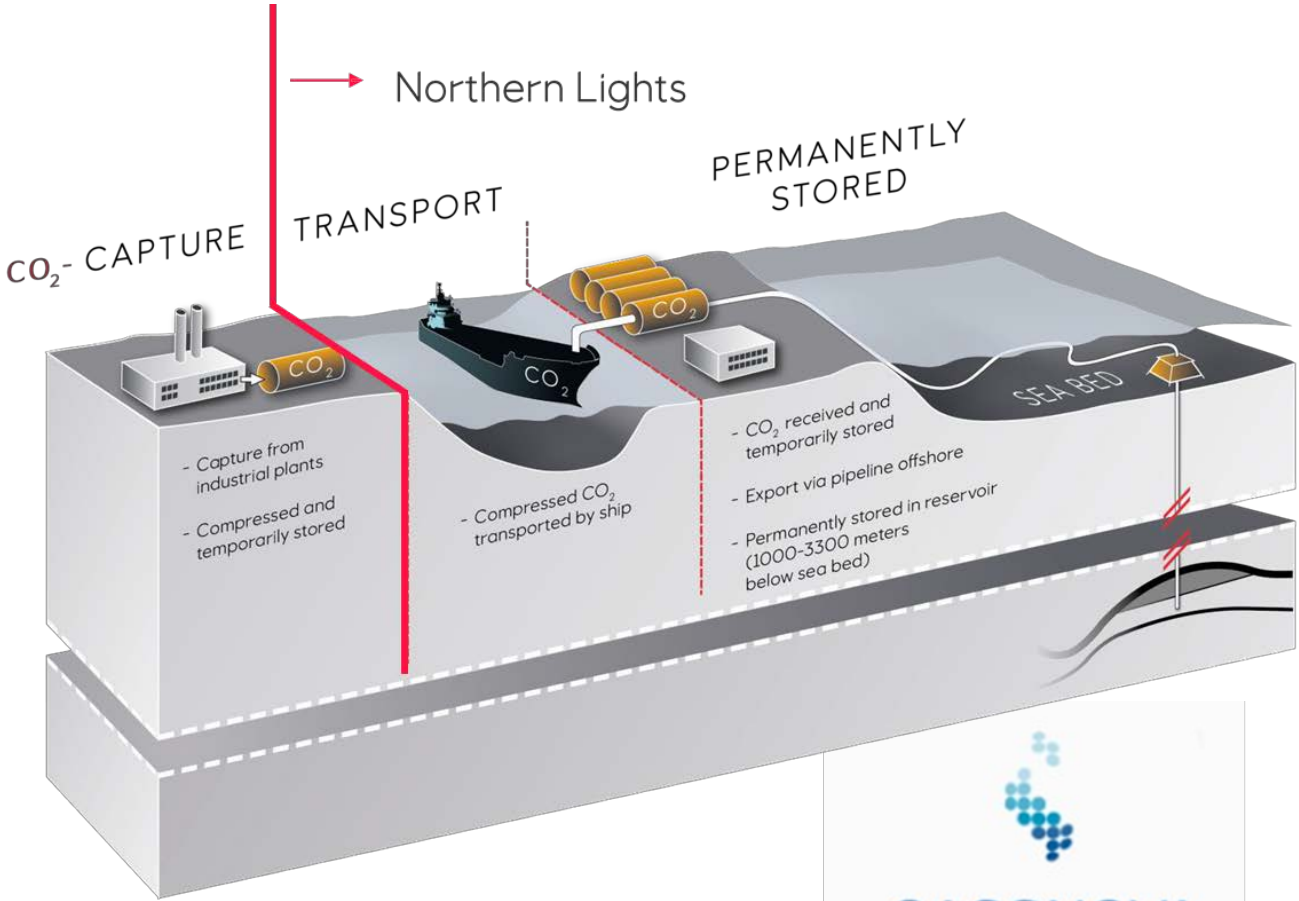 Northern Lights
PERMANENTLY
STORED
TRANSPORT
CO₂- CAPTURE
CO₂
CO₂
CO₂
SEA BED
- Capture from
industrial plants
- Compressed and
temporarily stored
- Compressed CO₂
transported by ship
- CO₂ received and
temporarily stored
- Export via pipeline offshore
- Permanently stored in reservoir
(1000-3300 meters
below sea bed)